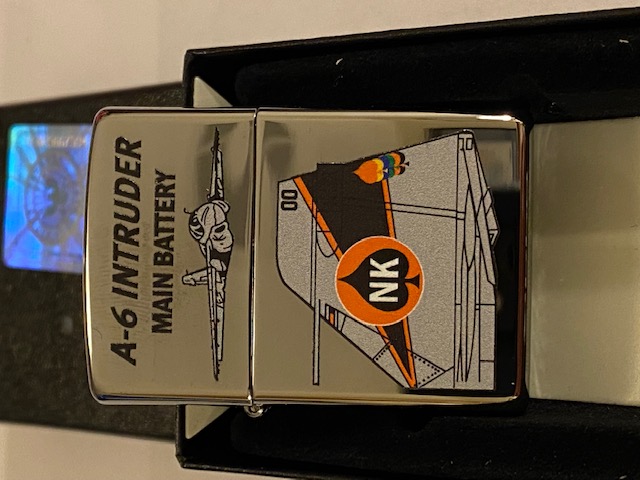 A-6 INTRUDER
MAIN BATTERY
00
NK